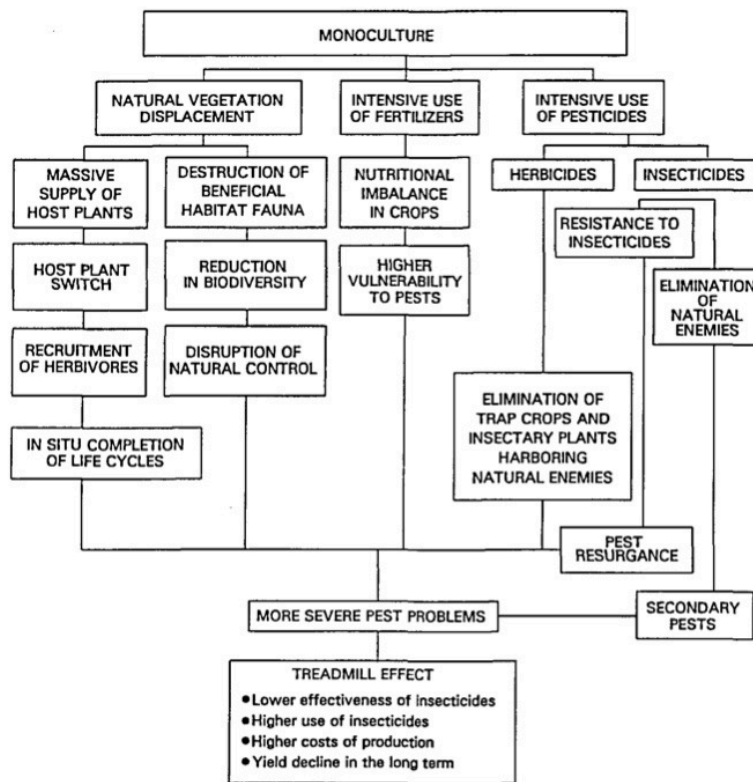 MONOCULTURE
NATURAL VEGETATION
DISPLACEMENT
INTENSIVE USE
OF FERTILIZERS
INTENSIVE USE
OF PESTICIDES
MASSIVE
SUPPLY OF
HOST PLANTS
DESTRUCTION OF
BENEFICIAL
HABITAT FAUNA
NUTRITIONAL
IMBALANCE
IN CROPS
HERBICIDES
INSECTICIDES
HOST PLANT
SWITCH
REDUCTION
IN BIODIVERSITY
HIGHER
VULNERABILITY
TO PESTS
RESISTANCE TO
INSECTICIDES
ELIMINATION
OF
NATURAL
ENEMIES
RECRUITMENT
OF HERBIVORES
DISRUPTION OF
NATURAL CONTROL
ELIMINATION OF
TRAP CROPS AND
INSECTARY PLANTS
HARBORING
NATURAL ENEMIES
IN SITU COMPLETION
OF LIFE CYCLES
PEST
RESURGANCE
MORE SEVERE PEST PROBLEMS
SECONDARY
PESTS
TREADMILL EFFECT
●Lower effectiveness of insecticides
●Higher use of insecticides
●Higher costs of production
●Yield decline in the long term